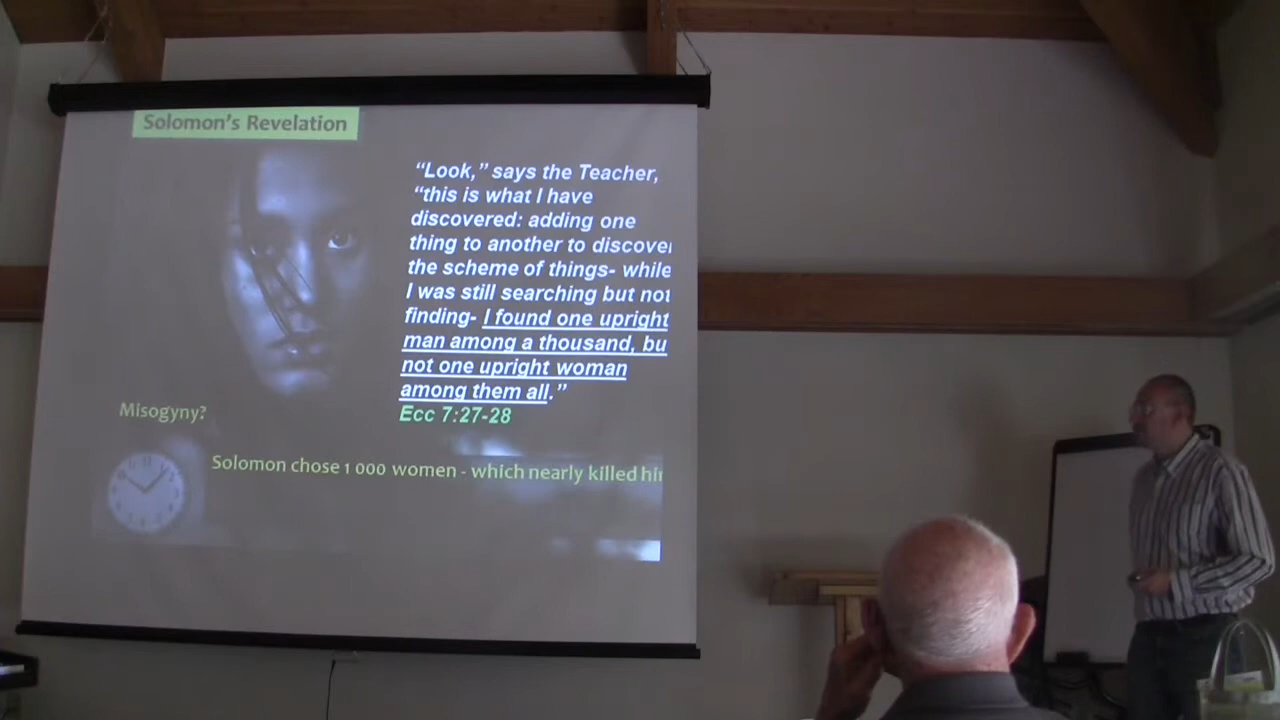 Solomon's Revelation
“Look,” says the Teacher,
“this is what I have
discovered: adding one
thing to another to discover
the scheme of things- while
I was still searching but not
finding- I found one upright
man among a thousand, bu
not one upright woman
among them all.”
Ecc 7:27-28
Misogyny?
Solomon chose 1 000 women - which nearly killed hi